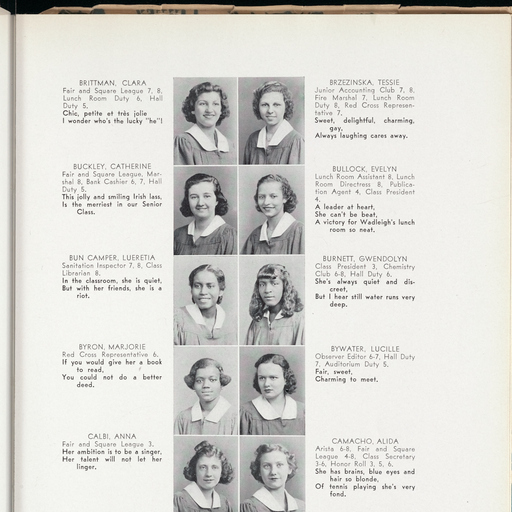 BRITTMAN, CLARA
Fair and Square League 7, 8,
Lunch Room Duty 6, Hall
Duty 5.
Chic, petite et très jolie
I wonder who's the lucky "he"!
BUCKLEY, CATHERINE
Fair and Square League, Mar-
shal 8, Bank Cashier 6, 7, Hall
Duty 5.
This jolly and smiling Irish lass,
Is the merriest in our Senior
Class.
BUN CAMPER, LUERETIA
Sanitation Inspector 7, 8, Class
Librarian 8.
In the classroom, she is quiet,
But with her friends, she is a
riot.
BYRON, MARJORIE
Red Cross Representative 6.
If you would give her a book
to read,
You could not do a better
deed.
CALBI, ANNA
Fair and Square League 3.
Her ambition is to be a singer,
Her talent will not let her
linger.
BRZEZINSKA, TESSIE
Junior Accounting Club 7, 8,
Fire Marshal 7, Lunch Room
Duty 8, Red Cross Represen-
tative 7.
Sweet, delightful, charming,
gay,
Always laughing cares away.
BULLOCK, EVELYN
Lunch Room Assistant 8, Lunch
Room Directress 8, Publica-
tion Agent 4, Class President
4.
A leader at heart,
She can't be beat,
A victory for Wadleigh's lunch
room so neat.
BURNETT, GWENDOLYN
Class President 3, Chemistry
Club 6-8, Hall Duty 6.
She's always quiet and dis-
creet,
But I hear still water runs very
deep.
BYWATER, LUCILLE
Observer Editor 6-7, Hall Duty
7, Auditorium Duty 5.
Fair, sweet,
Charming to meet.
CAMACHO, ALIDA
Arista 6-8, Fair and Square
League 4-8, Class Secretary
3-6, Honor Roll 3, 5, 6.
She has brains, blue eyes and
hair so blonde,
Of tennis playing she's very
fond.